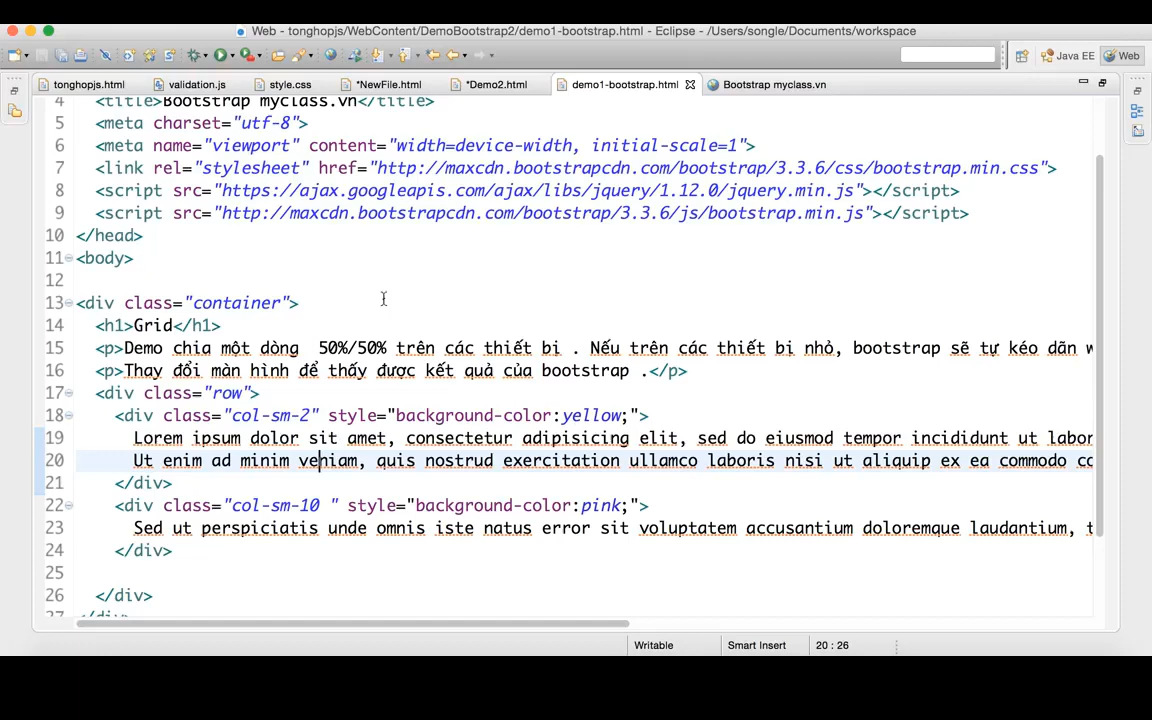 Web - tonghopjs/WebContent/DemoBootstrap2/demo1-bootstrap.html - Eclipse - /Users/songle/Documents/workspace
Java EE Web
tonghopjs.html validation.js style.css *NewFile.html *Demo2.html demo1-bootstrap.html Bootstrap myclass.vn
4 <title>Bootstrap myclass.vn</title>
5 <meta charset="utf-8">
6 <meta name="viewport" content="width=device-width, initial-scale=1">
7 <link rel="stylesheet" href="http://maxcdn.bootstrapcdn.com/bootstrap/3.3.6/css/bootstrap.min.css">
8 <script src="https://ajax.googleapis.com/ajax/libs/jquery/1.12.0/jquery.min.js"></script>
9 <script src="http://maxcdn.bootstrapcdn.com/bootstrap/3.3.6/js/bootstrap.min.js"></script>
10 </head>
11 <body>
12
13 <div class="container">
14 <h1>Grid</h1>
15 <p>Demo chia một dòng  50%/50% trên các thiết bị . Nếu trên các thiết bị nhỏ, bootstrap sẽ tự kéo dãn
16 <p>Thay đổi màn hình để thấy được kết quả của bootstrap .</p>
17 <div class="row">
18 <div class="col-sm-2" style="background-color:yellow;">
19 Lorem ipsum dolor sit amet, consectetur adipisicing elit, sed do eiusmod tempor incididunt ut labor
20 Ut enim ad minim veniam, quis nostrud exercitation ullamco laboris nisi ut aliquip ex ea commodo co
21 </div>
22 <div class="col-sm-10 " style="background-color:pink;">
23 Sed ut perspiciatis unde omnis iste natus error sit voluptatem accusantium doloremque laudantium, t
24 </div>
25
26 </div>
27 </div>
Writable Smart Insert 20 : 26